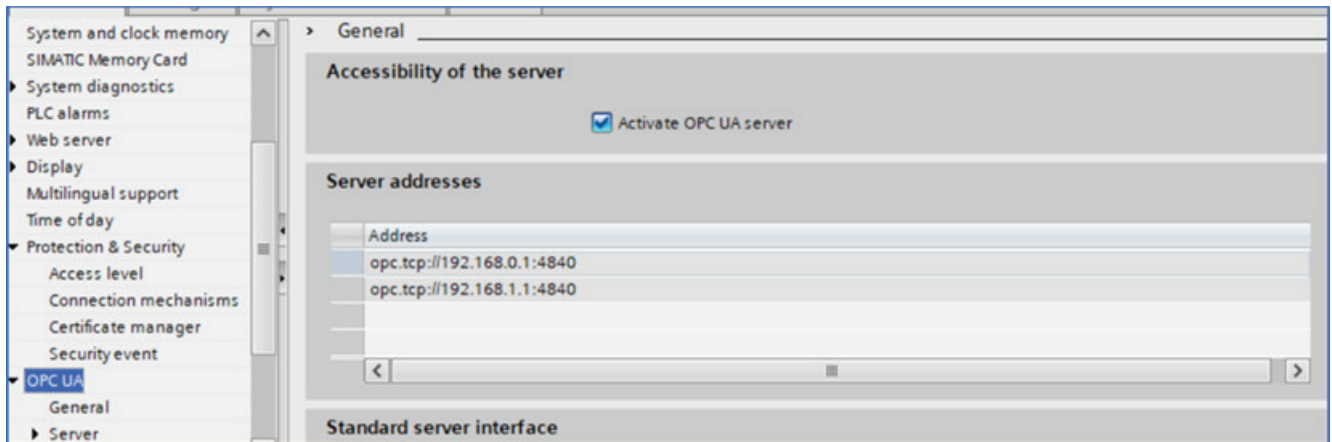 System and clock memory
SIMATIC Memory Card
System diagnostics
PLC alarms
Web server
Display
Multilingual support
Time of day
Protection & Security
Access level
Connection mechanisms
Certificate manager
Security event
OPC UA
General
Server
General
Accessibility of the server
Activate OPC UA server
Server addresses
Address
opc.tcp://192.168.0.1:4840
opc.tcp://192.168.1.1:4840
Standard server interface